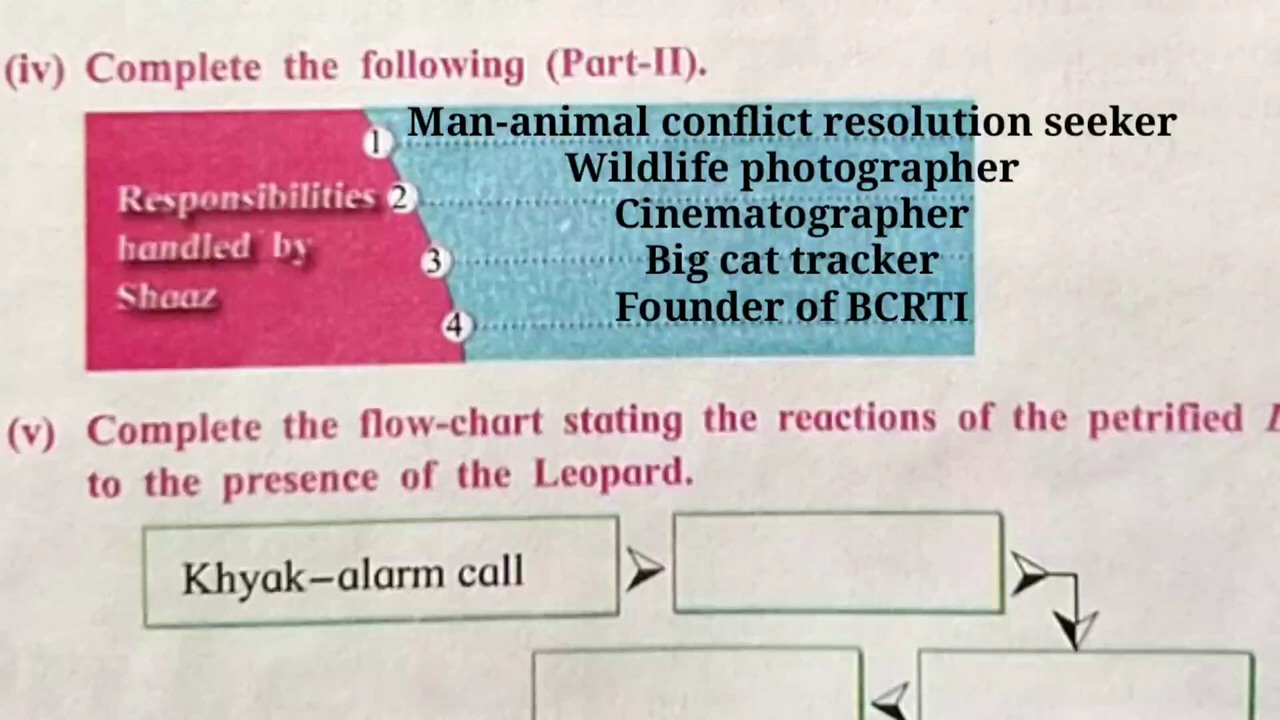 (iv) Complete the following (Part-II).
1 Man-animal conflict resolution seeker
Wildlife photographer
Responsibilities 2
Cinematographer
handled by
3 Big cat tracker
Shaaz
Founder of BCRTI
4
(v) Complete the flow-chart stating the reactions of the petrified
to the presence of the Leopard.
Khyak–alarm call